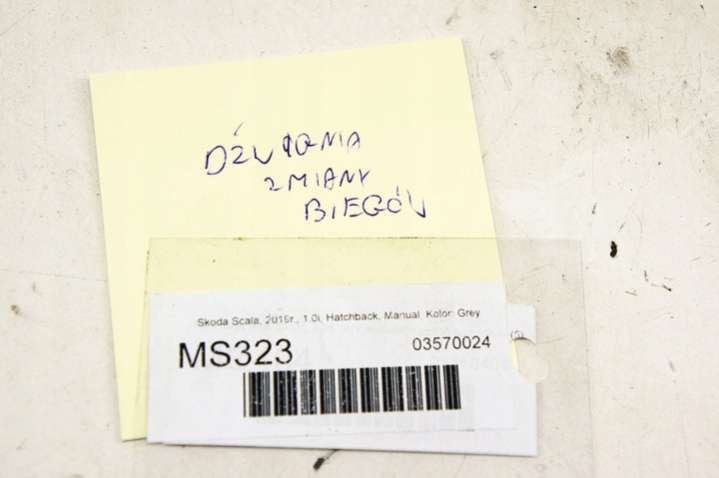 DŹWIGNIA
ZMIANY
BIEGÓW
Skoda Scala, 2019r., 1.0i, Hatchback, Manual Kolor: Grey
MS323
03570024